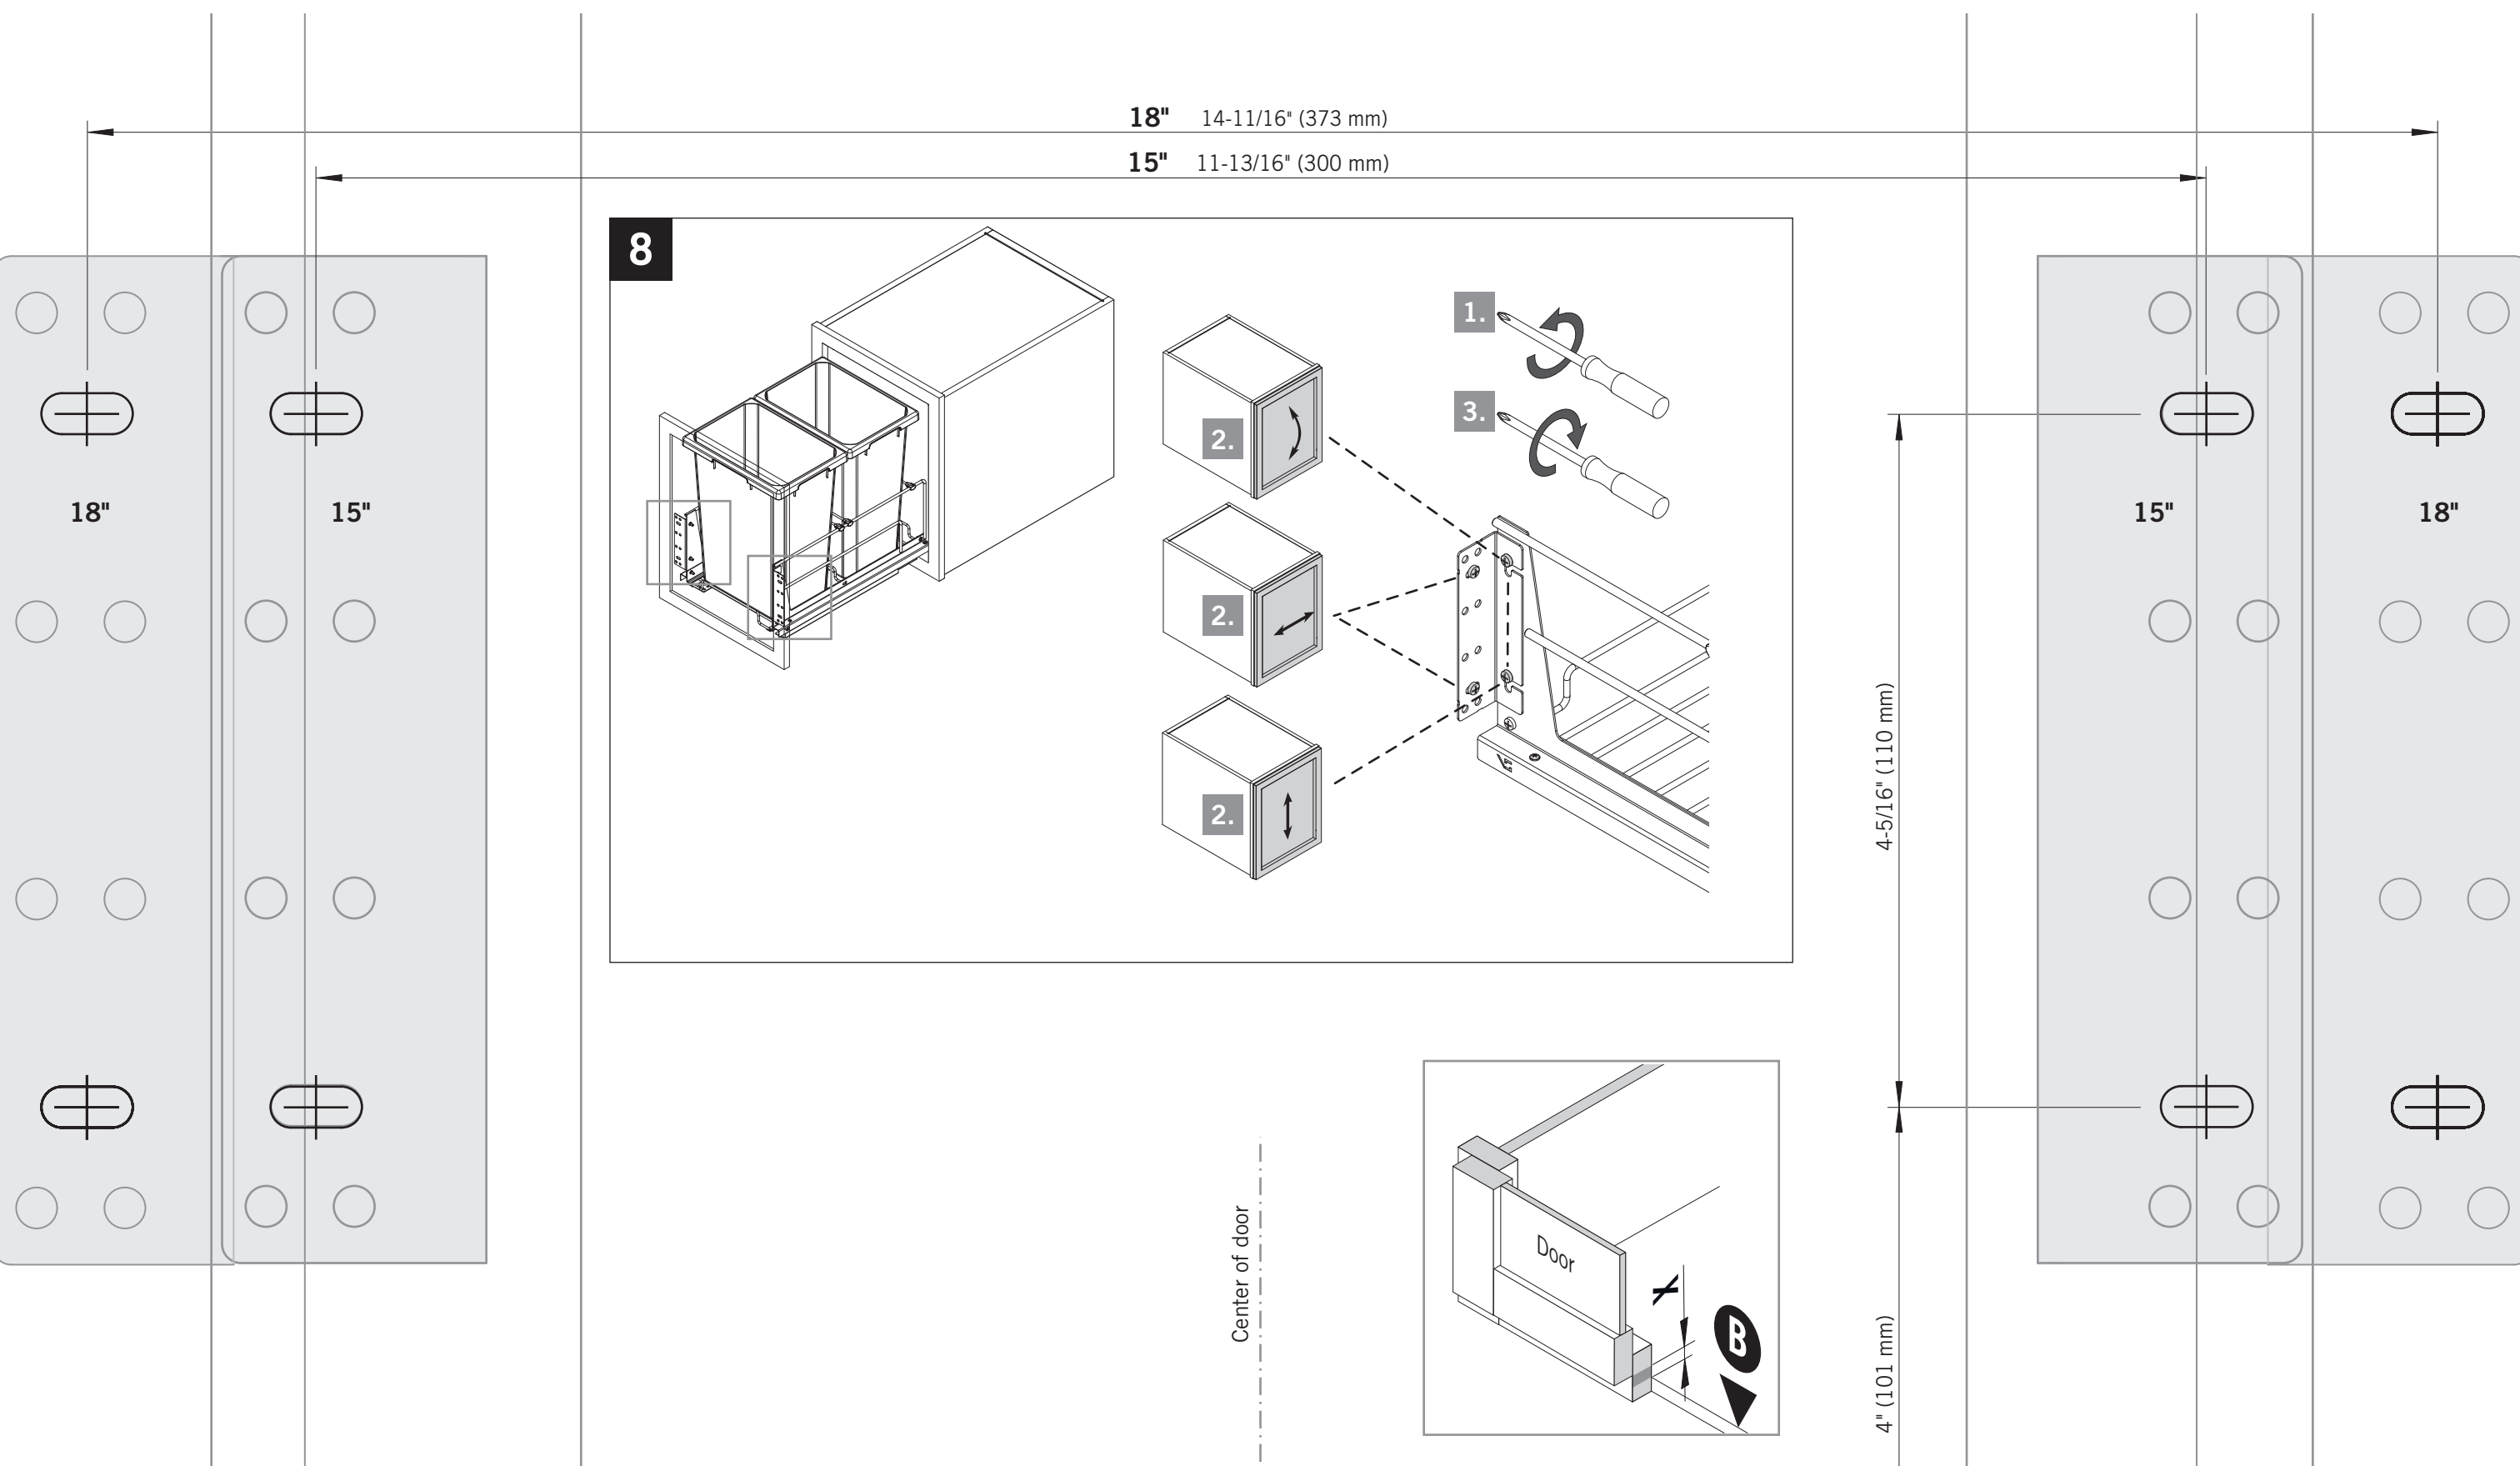 18" 14-11/16" (373 mm)
15" 11-13/16" (300 mm)
8
1.
3.
2.
2.
2.
18"
15"
15"
18"
4-5/16" (110 mm)
Center of door
Door
X
B
4" (101 mm)